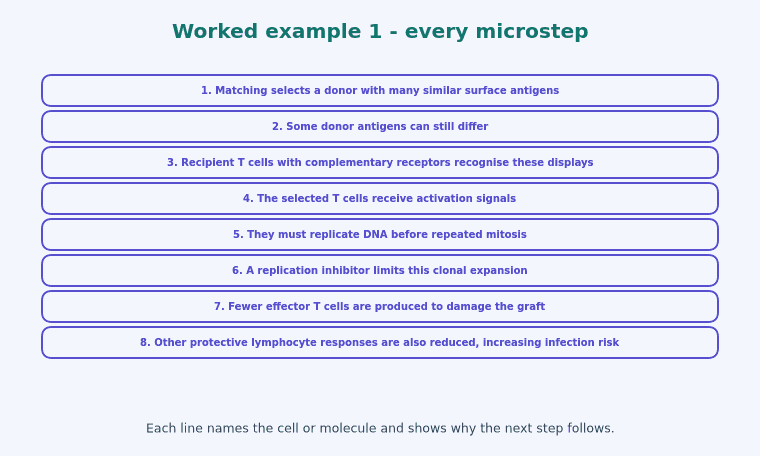 Worked example 1 - every microstep
1. Matching selects a donor with many similar surface antigens
2. Some donor antigens can still differ
3. Recipient T cells with complementary receptors recognise these displays
4. The selected T cells receive activation signals
5. They must replicate DNA before repeated mitosis
6. A replication inhibitor limits this clonal expansion
7. Fewer effector T cells are produced to damage the graft
8. Other protective lymphocyte responses are also reduced, increasing infection risk
Each line names the cell or molecule and shows why the next step follows.